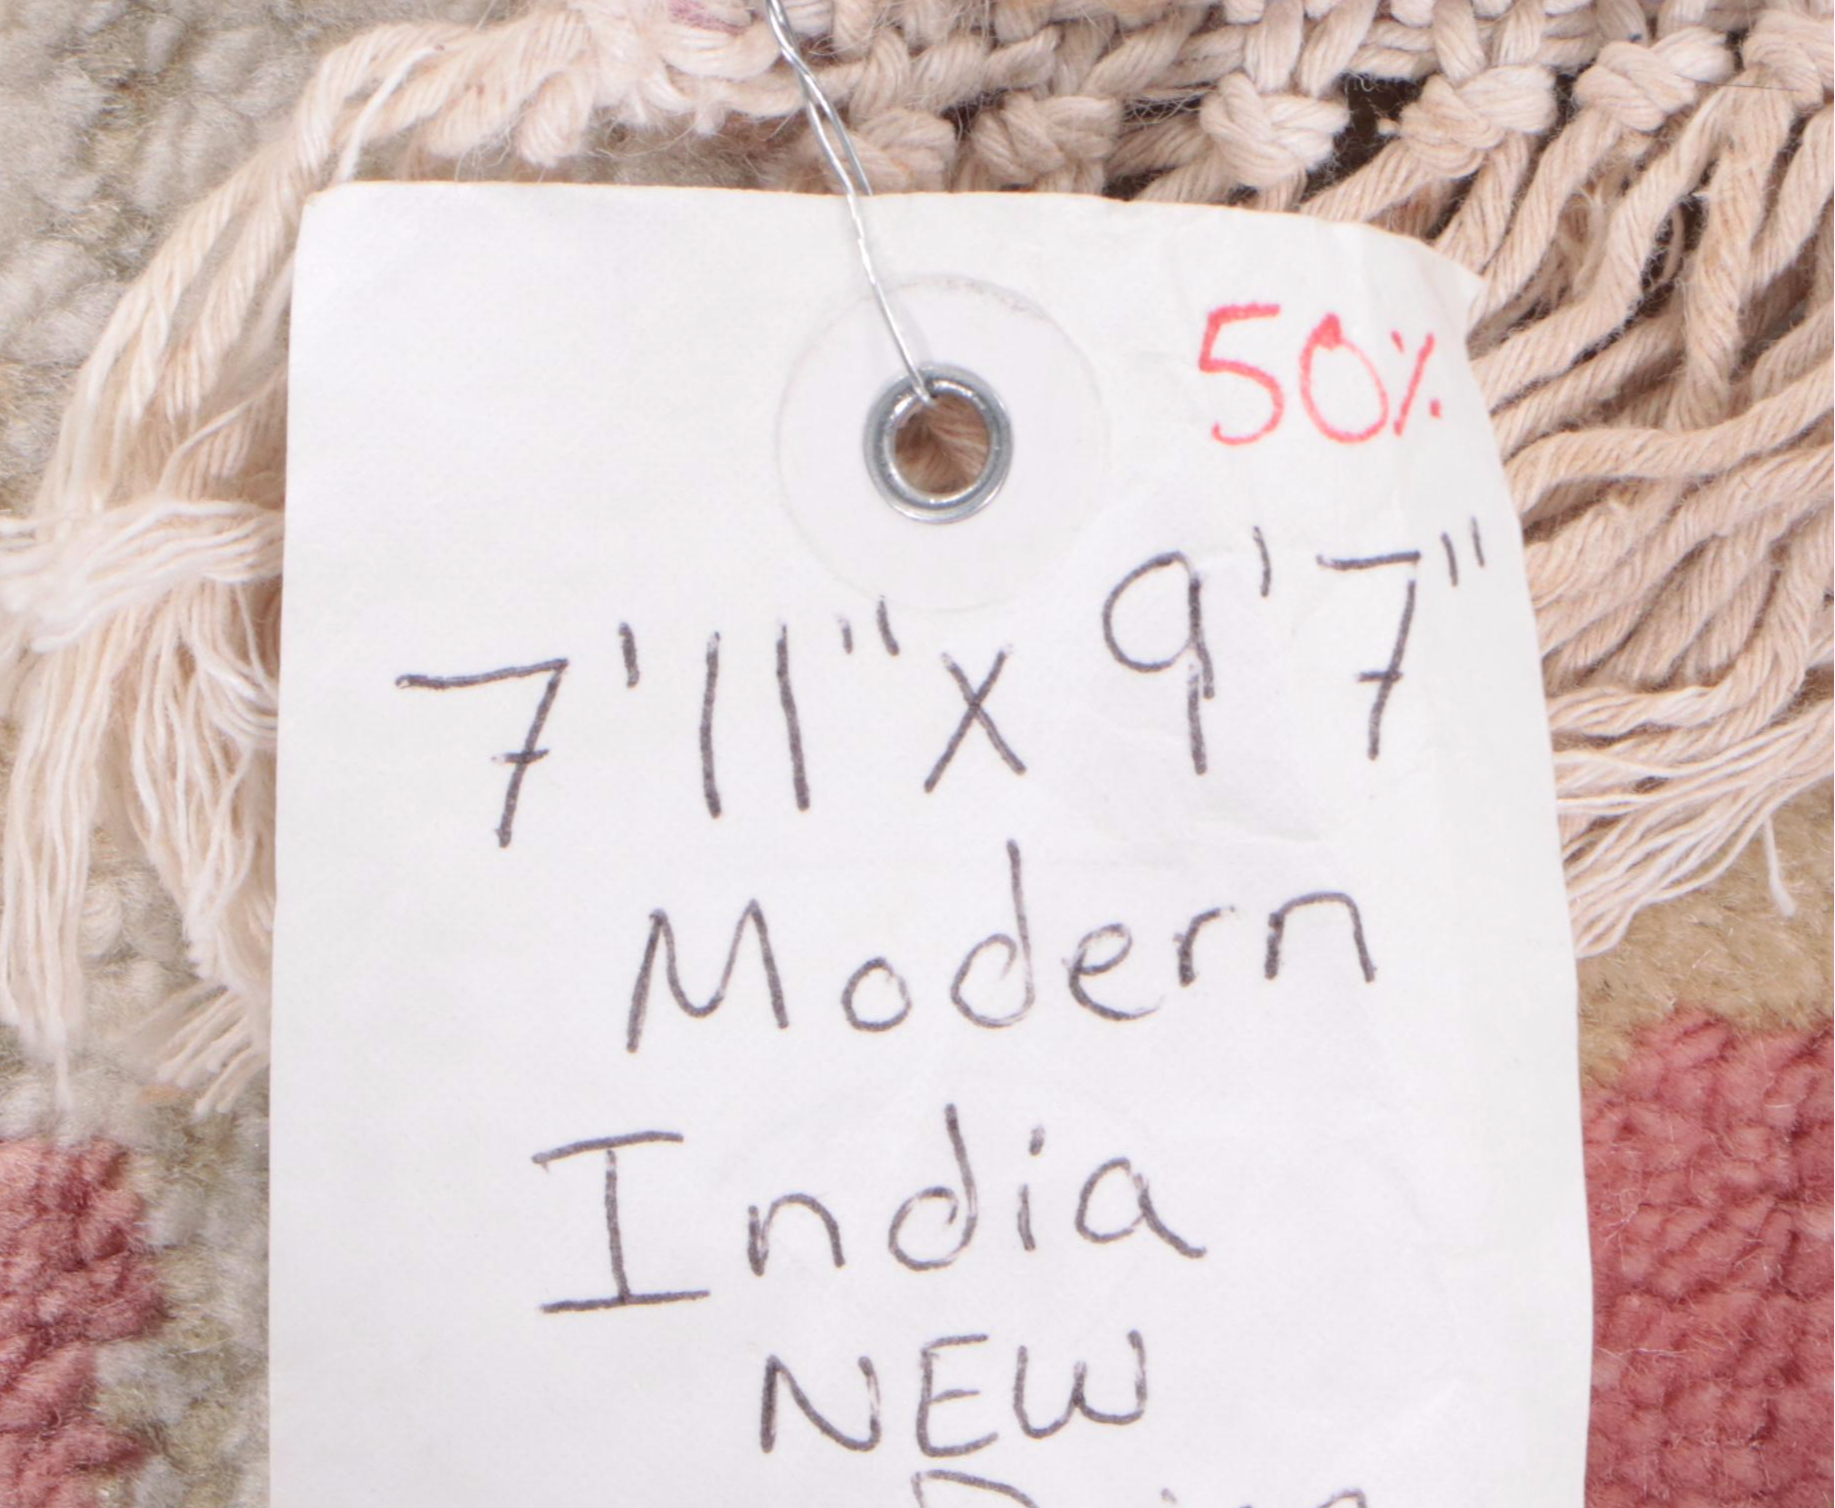 50%
7'11" x 9'7"
Modern
India
NEW